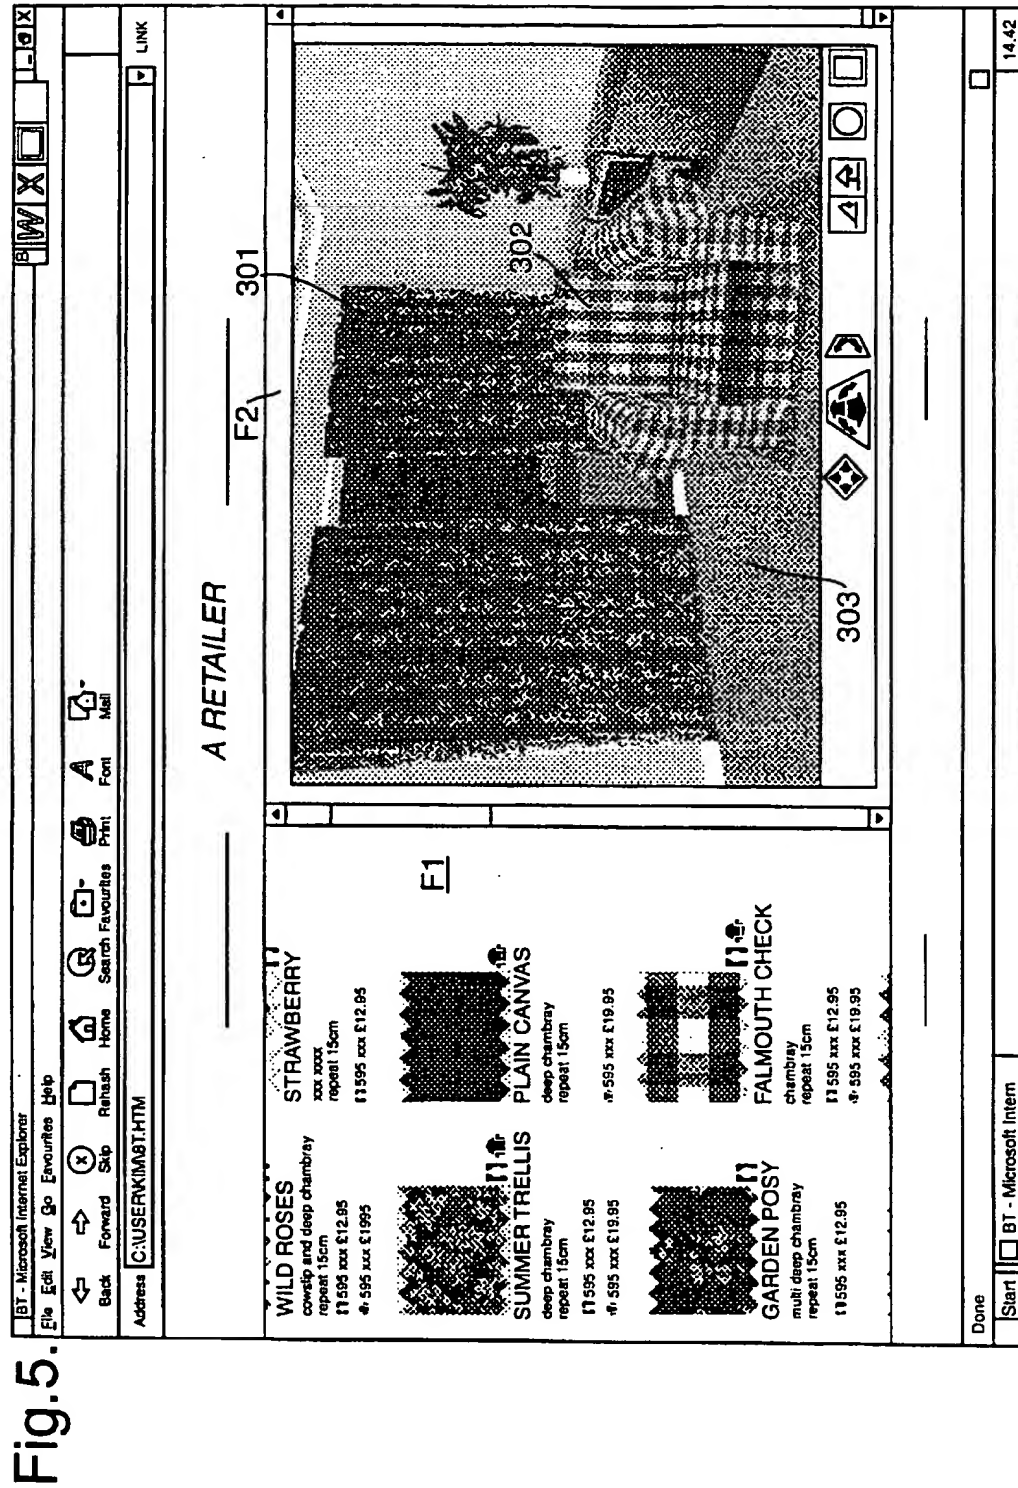 Fig.5.
BT - Microsoft Internet Explorer
B W X
File Edit View Go Favourites Help
Back Forward Skip Rehash Home Search Favourites Print Font Mail
Address C:\USER\KIM\BT.HTM LINK
A RETAILER
WILD ROSES
cowstip and deep chambray
repeat 15cm
595 xxx £12.95
595 xxx £1995
STRAWBERRY
xxx xxxx
repeat 15cm
595 xxx £12.95
SUMMER TRELLIS
deep chambray
repeat 15cm
595 xxx £12.95
595 xxx £19.95
PLAIN CANVAS
deep chambray
repeat 15cm
595 xxx £19.95
GARDEN POSY
multi deep chambray
repeat 15cm
595 xxx £12.95
FALMOUTH CHECK
chambray
repeat 15cm
595 xxx £12.95
595 xxx £19.95
F1
F2
301
302
303
Done
Start BT - Microsoft Intern 14.42